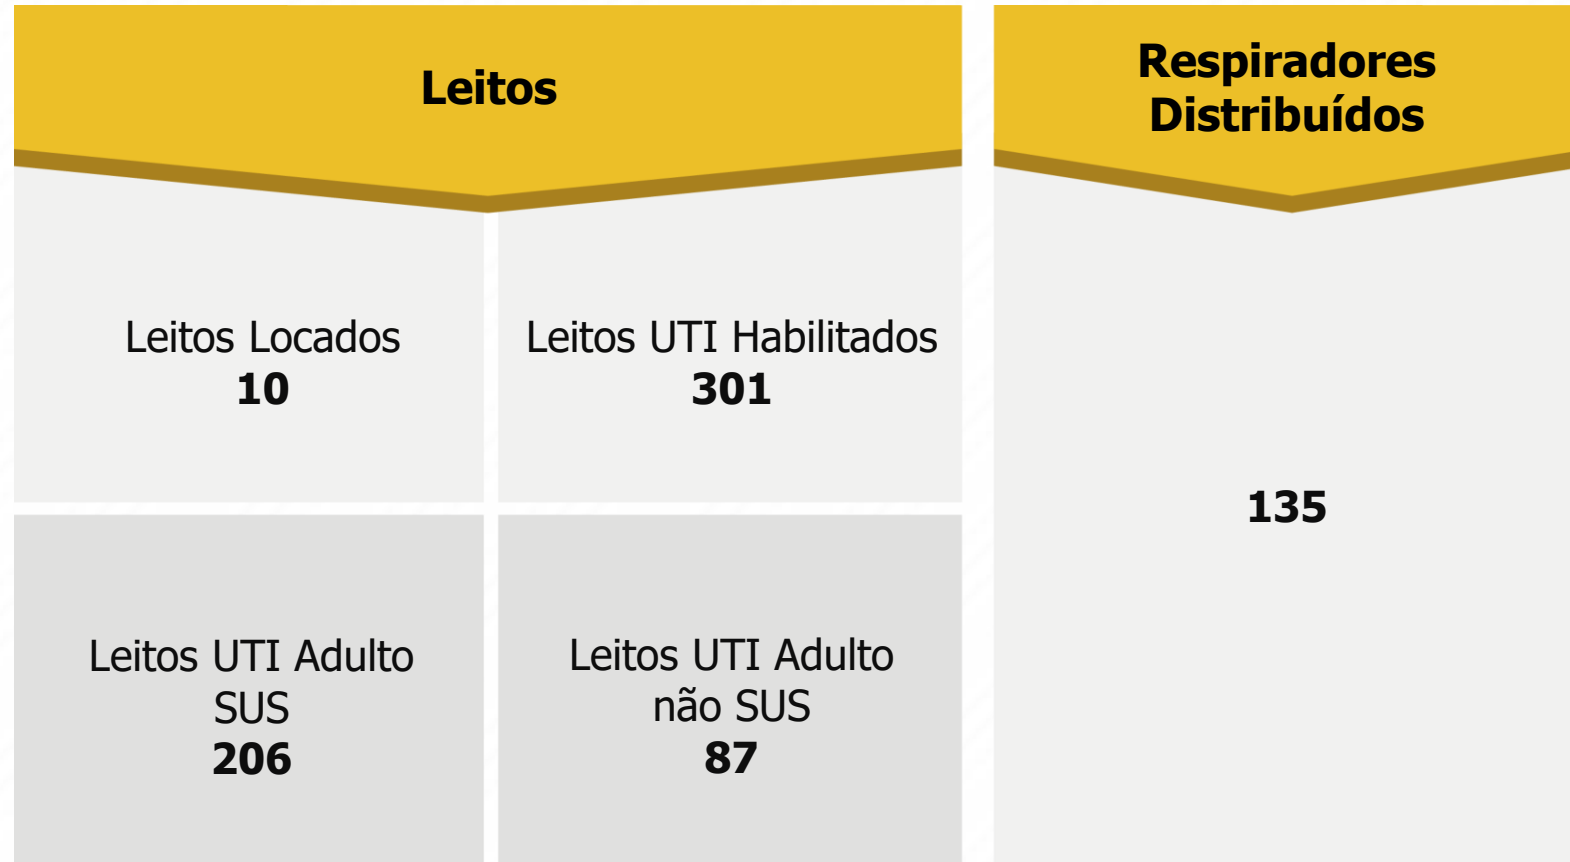 Leitos
Leitos Locados
10
Leitos UTI Habilitados
301
Leitos UTI Adulto
SUS
206
Leitos UTI Adulto
não SUS
87
Respiradores
Distribuídos
135